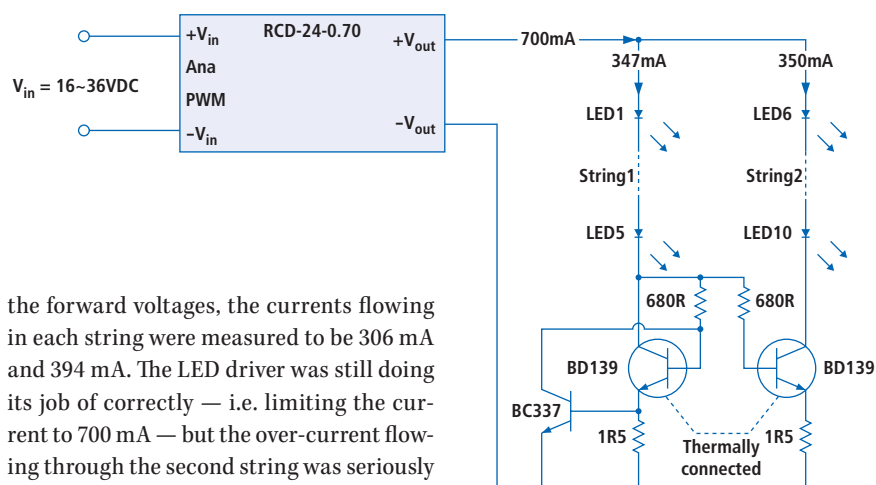 RCD-24-0.70
+Vin
+Vout
700mA
347mA
350mA
Ana
Vin = 16~36VDC
PWM
LED1
LED6
–Vin
–Vout
String1
String2
LED5
LED10
680R
680R
BD139
BD139
BC337
1R5
1R5
Thermally
connected
the forward voltages, the currents flowing
in each string were measured to be 306 mA
and 394 mA. The LED driver was still doing
its job of correctly — i.e. limiting the cur-
rent to 700 mA — but the over-current flow-
ing through the second string was seriously